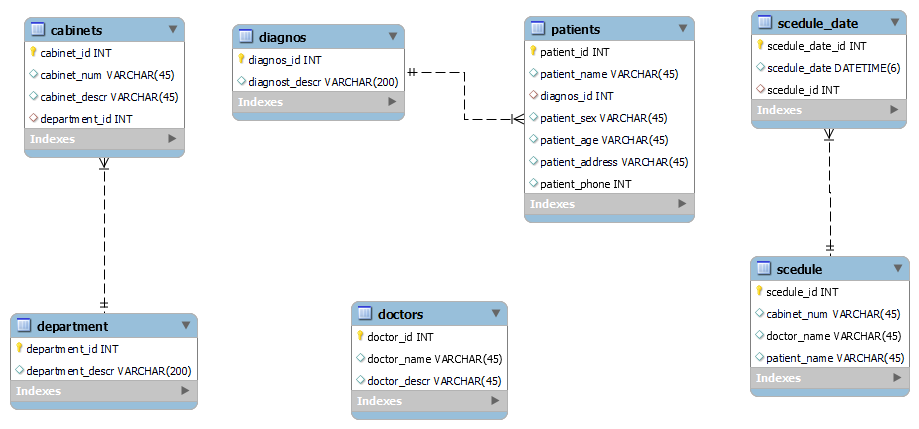 cabinets
cabinet_id INT
cabinet_num VARCHAR(45)
cabinet_descr VARCHAR(45)
department_id INT
Indexes
diagnos
diagnos_id INT
diagnost_descr VARCHAR(200)
Indexes
patients
patient_id INT
patient_name VARCHAR(45)
diagnos_id INT
patient_sex VARCHAR(45)
patient_age VARCHAR(45)
patient_address VARCHAR(45)
patient_phone INT
Indexes
scedule_date
scedule_date_id INT
scedule_date DATETIME(6)
scedule_id INT
Indexes
department
department_id INT
department_descr VARCHAR(200)
Indexes
doctors
doctor_id INT
doctor_name VARCHAR(45)
doctor_descr VARCHAR(45)
Indexes
scedule
scedule_id INT
cabinet_num VARCHAR(45)
doctor_name VARCHAR(45)
patient_name VARCHAR(45)
Indexes